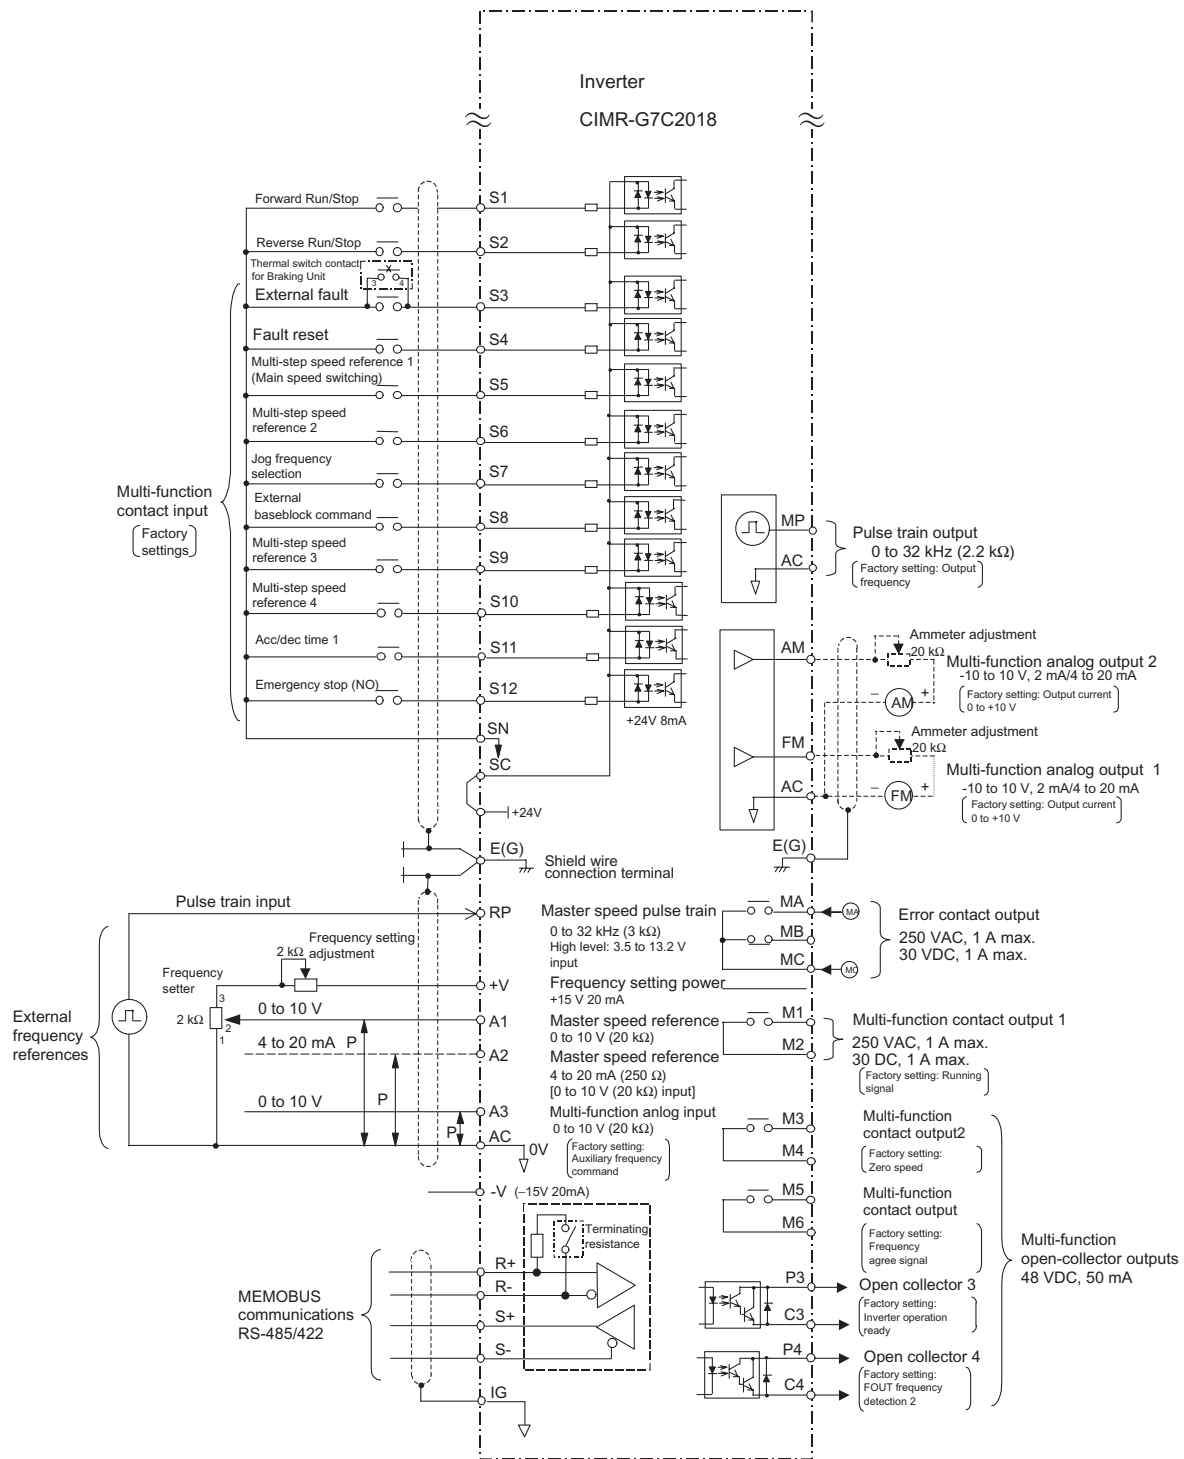 Inverter
CIMR-G7C2018
Forward Run/Stop
S1
Reverse Run/Stop
S2
Thermal switch contact
for Braking Unit
3 4
External fault
S3
Fault reset
S4
Multi-step speed reference 1
(Main speed switching)
S5
Multi-step speed
reference 2
S6
Jog frequency
selection
S7
External
baseblock command
S8
Multi-step speed
reference 3
S9
Multi-step speed
reference 4
S10
Acc/dec time 1
S11
Emergency stop (NO)
S12
+24V 8mA
SN
SC
+24V
Multi-function
contact input
Factory
settings
E(G)
Shield wire
connection terminal
MP
AC
Pulse train output
0 to 32 kHz (2.2 kΩ)
Factory setting: Output
frequency
AM
Ammeter adjustment
20 kΩ
Multi-function analog output 2
-10 to 10 V, 2 mA/4 to 20 mA
Factory setting: Output current
0 to +10 V
− AM +
FM
Ammeter adjustment
20 kΩ
Multi-function analog output 1
-10 to 10 V, 2 mA/4 to 20 mA
Factory setting: Output current
0 to +10 V
AC
− FM +
E(G)
Pulse train input
RP
Master speed pulse train
0 to 32 kHz (3 kΩ)
High level: 3.5 to 13.2 V
input
Frequency setting
adjustment
2 kΩ
+V
Frequency setting power
+15 V 20 mA
Frequency
setter
3
2 kΩ
2
1
0 to 10 V
A1
Master speed reference
0 to 10 V (20 kΩ)
4 to 20 mA
P
A2
Master speed reference
4 to 20 mA (250 Ω)
[0 to 10 V (20 kΩ) input]
P
0 to 10 V
A3
Multi-function anlog input
0 to 10 V (20 kΩ)
Factory setting:
Auxiliary frequency
command
P
AC
0V
External
frequency
references
-V
(−15V 20mA)
Terminating
resistance
R+
R-
S+
S-
IG
MEMOBUS
communications
RS-485/422
MA
MA
MB
MC
MC
Error contact output
250 VAC, 1 A max.
30 VDC, 1 A max.
M1
M2
Multi-function contact output 1
250 VAC, 1 A max.
30 DC, 1 A max.
Factory setting: Running
signal
M3
M4
Multi-function
contact output2
Factory setting:
Zero speed
M5
M6
Multi-function
contact output
Factory setting:
Frequency
agree signal
P3
C3
Open collector 3
Factory setting:
Inverter operation
ready
P4
C4
Open collector 4
Factory setting:
FOUT frequency
detection 2
Multi-function
open-collector outputs
48 VDC, 50 mA